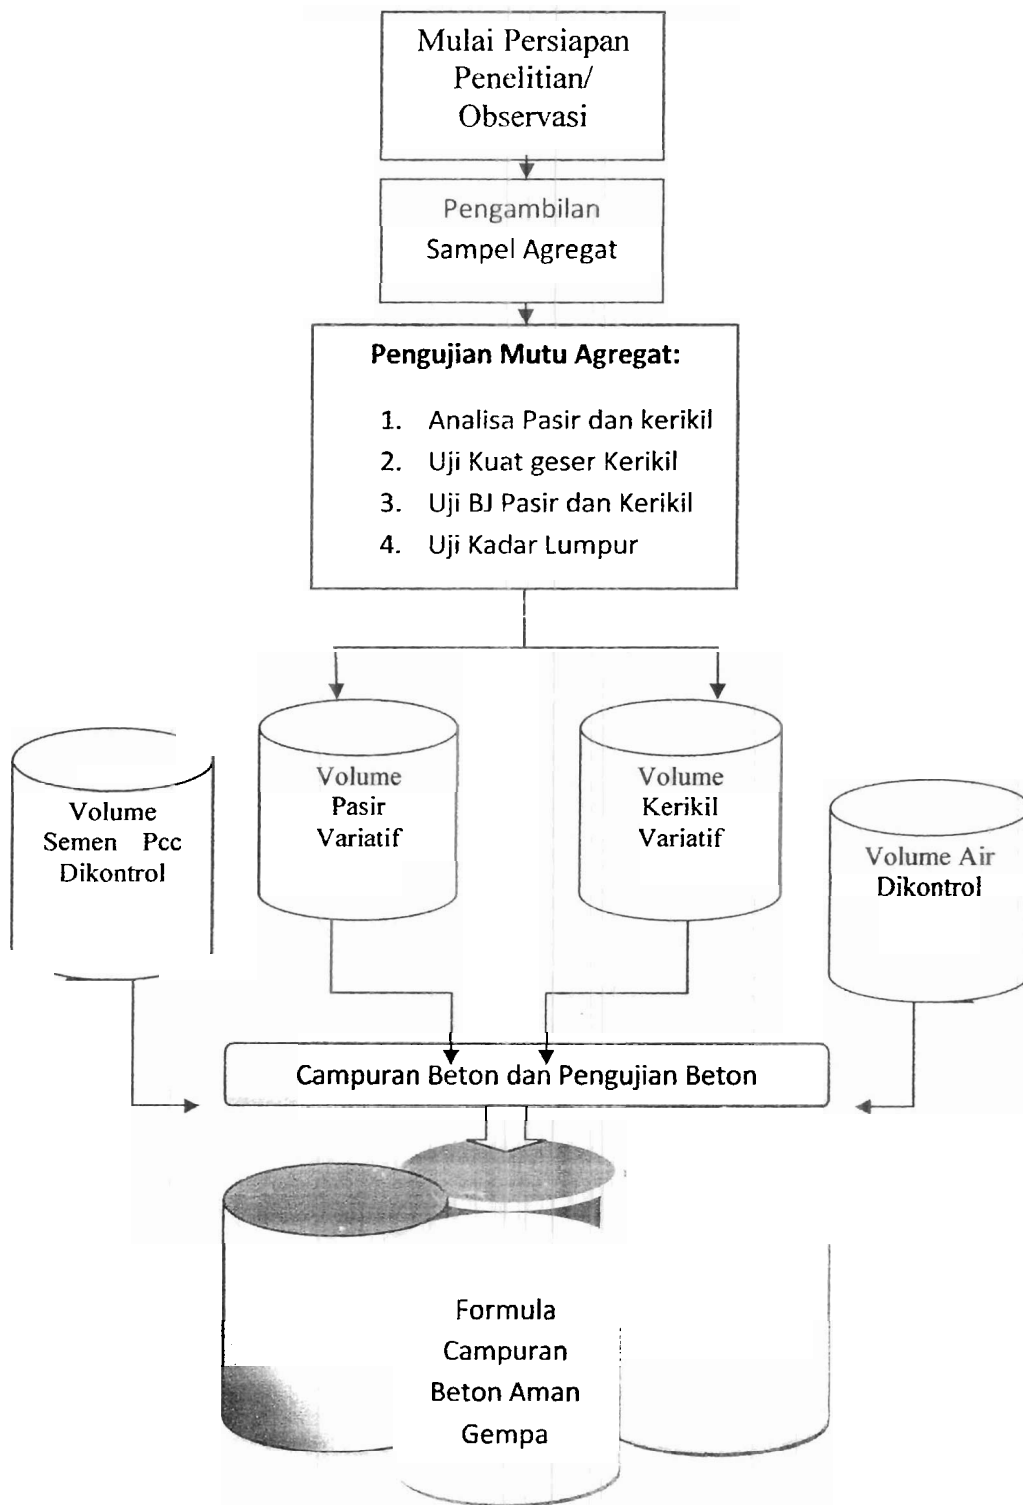 Mulai Persiapan
Penelitian/
Observasi
Pengambilan
Sampel Agregat
Pengujian Mutu Agregat:
1. Analisa Pasir dan kerikil
2. Uji Kuat geser Kerikil
3. Uji BJ Pasir dan Kerikil
4. Uji Kadar Lumpur
Volume
Semen Pcc
Dikontrol
Volume
Pasir
Variatif
Volume
Kerikil
Variatif
Volume Air
Dikontrol
Campuran Beton dan Pengujian Beton
Formula
Campuran
Beton Aman
Gempa